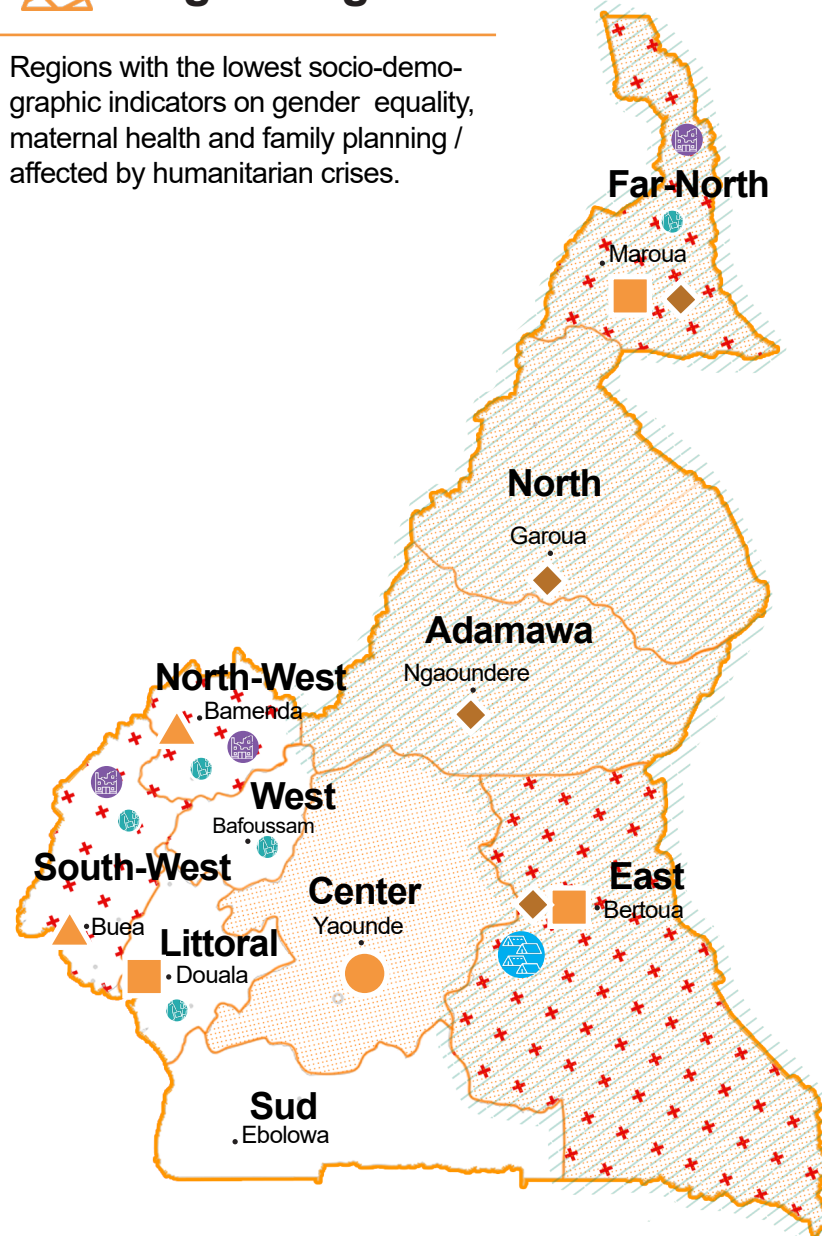 Regions with the lowest socio-demo-
graphic indicators on gender equality,
maternal health and family planning /
affected by humanitarian crises.
Far-North
Maroua
North
Garoua
Adamawa
Ngaoundere
North-West
Bamenda
West
Bafoussam
South-West
Buea
Littoral
Douala
Center
Yaounde
East
Bertoua
Sud
Ebolowa